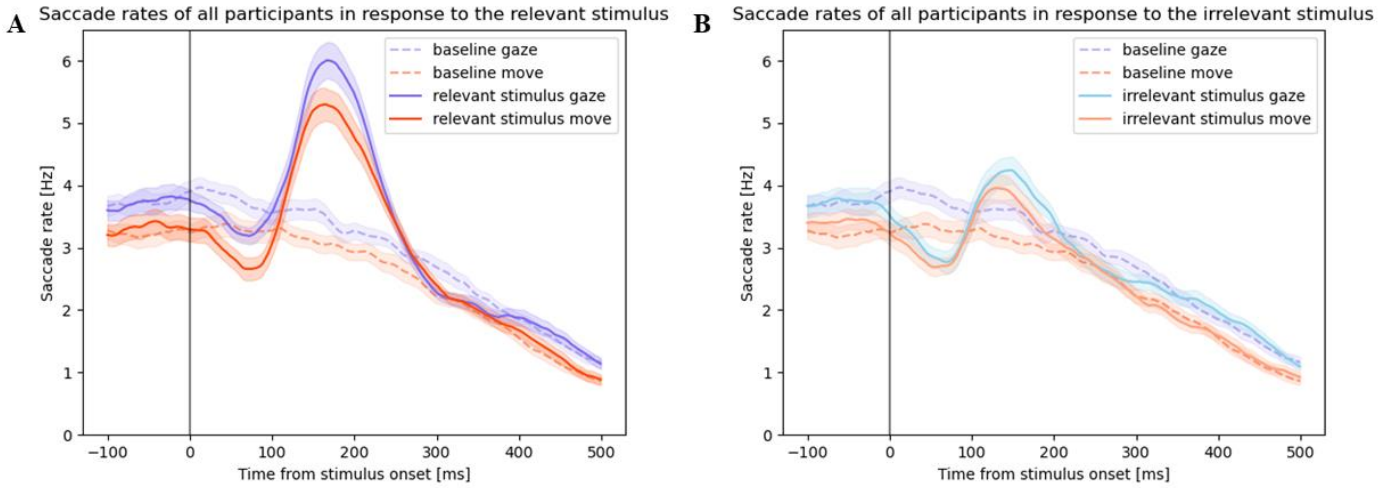 A
Saccade rates of all participants in response to the relevant stimulus
baseline gaze
baseline move
relevant stimulus gaze
relevant stimulus move
Saccade rate [Hz]
6
5
4
3
2
1
0
−100
0
100
200
300
400
500
Time from stimulus onset [ms]
B
Saccade rates of all participants in response to the irrelevant stimulus
baseline gaze
baseline move
irrelevant stimulus gaze
irrelevant stimulus move
Saccade rate [Hz]
6
5
4
3
2
1
0
−100
0
100
200
300
400
500
Time from stimulus onset [ms]